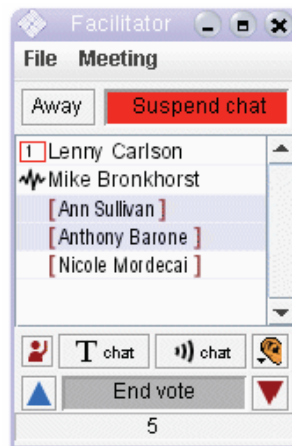 Facilitator
File Meeting
Away Suspend chat
1 Lenny Carlson
Mike Bronkhorst
[ Ann Sullivan ]
[ Anthony Barone ]
[ Nicole Mordecai ]
T chat chat
End vote
5